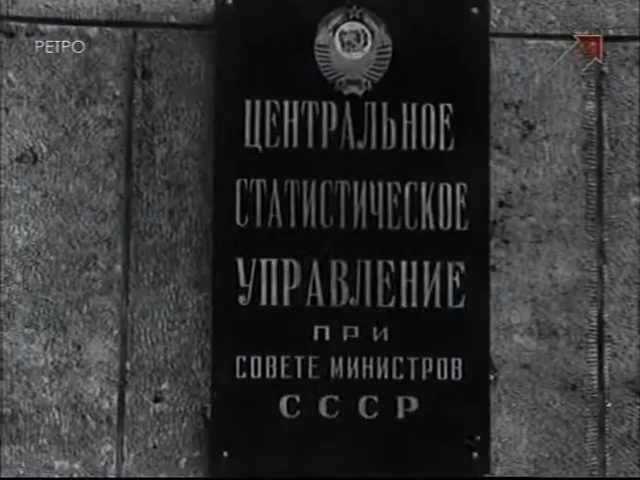 РЕТРО
ЦЕНТРАЛЬНОЕ
СТАТИСТИЧЕСКОЕ
УПРАВЛЕНИЕ
ПРИ
СОВЕТЕ МИНИСТРОВ
СССР